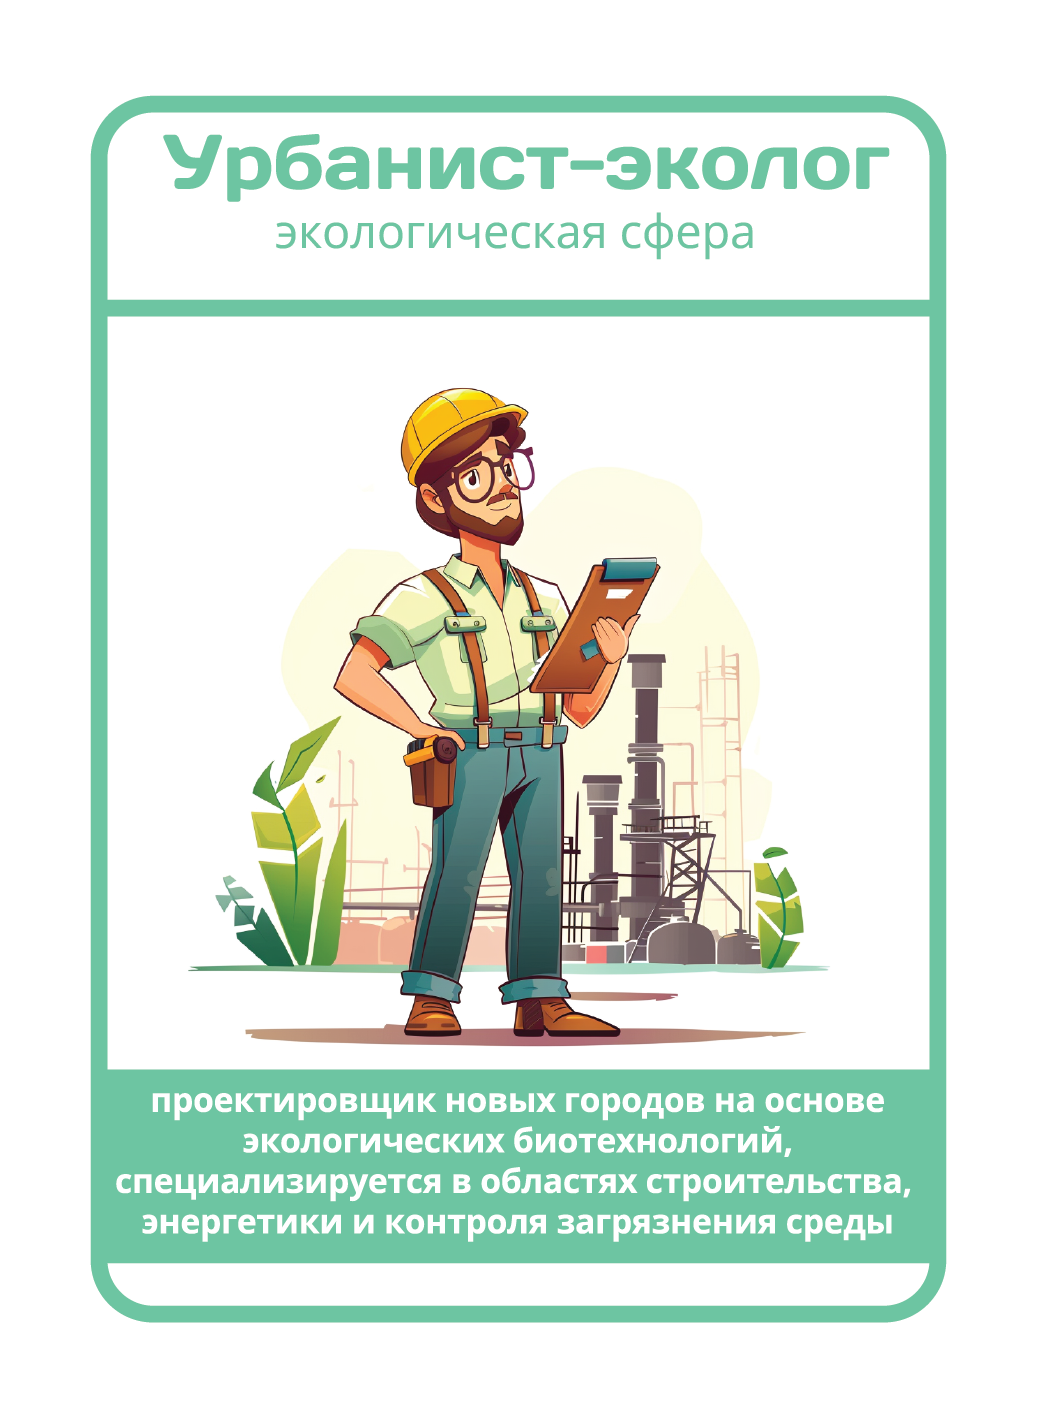 Урбанист-эколог
экологическая сфера
проектировщик новых городов на основе
экологических биотехнологий,
специализируется в областях строительства,
энергетики и контроля загрязнения среды